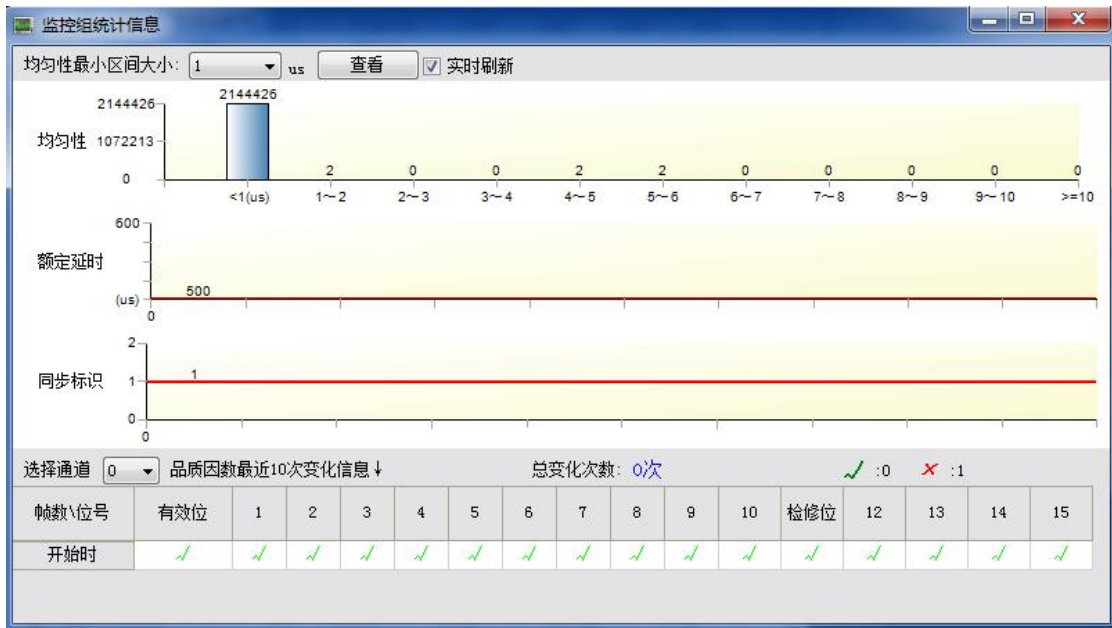 监控组统计信息
均匀性最小区间大小: 1 us 查看 实时刷新
2144426 2144426
均匀性 1072213
0 2 0 0 2 2 0 0 0 0 0
<1(us) 1～2 2～3 3～4 4～5 5～6 6～7 7～8 8～9 9～10 >=10
600
额定延时
(us) 500
0
2
同步标识 1 1
0
0
选择通道 0 品质因数最近10次变化信息↓ 总变化次数: 0次 ✓ :0 ✗ :1
帧数\位号 有效位 1 2 3 4 5 6 7 8 9 10 检修位 12 13 14 15
开始时 ✓ ✓ ✓ ✓ ✓ ✓ ✓ ✓ ✓ ✓ ✓ ✓ ✓ ✓ ✓ ✓